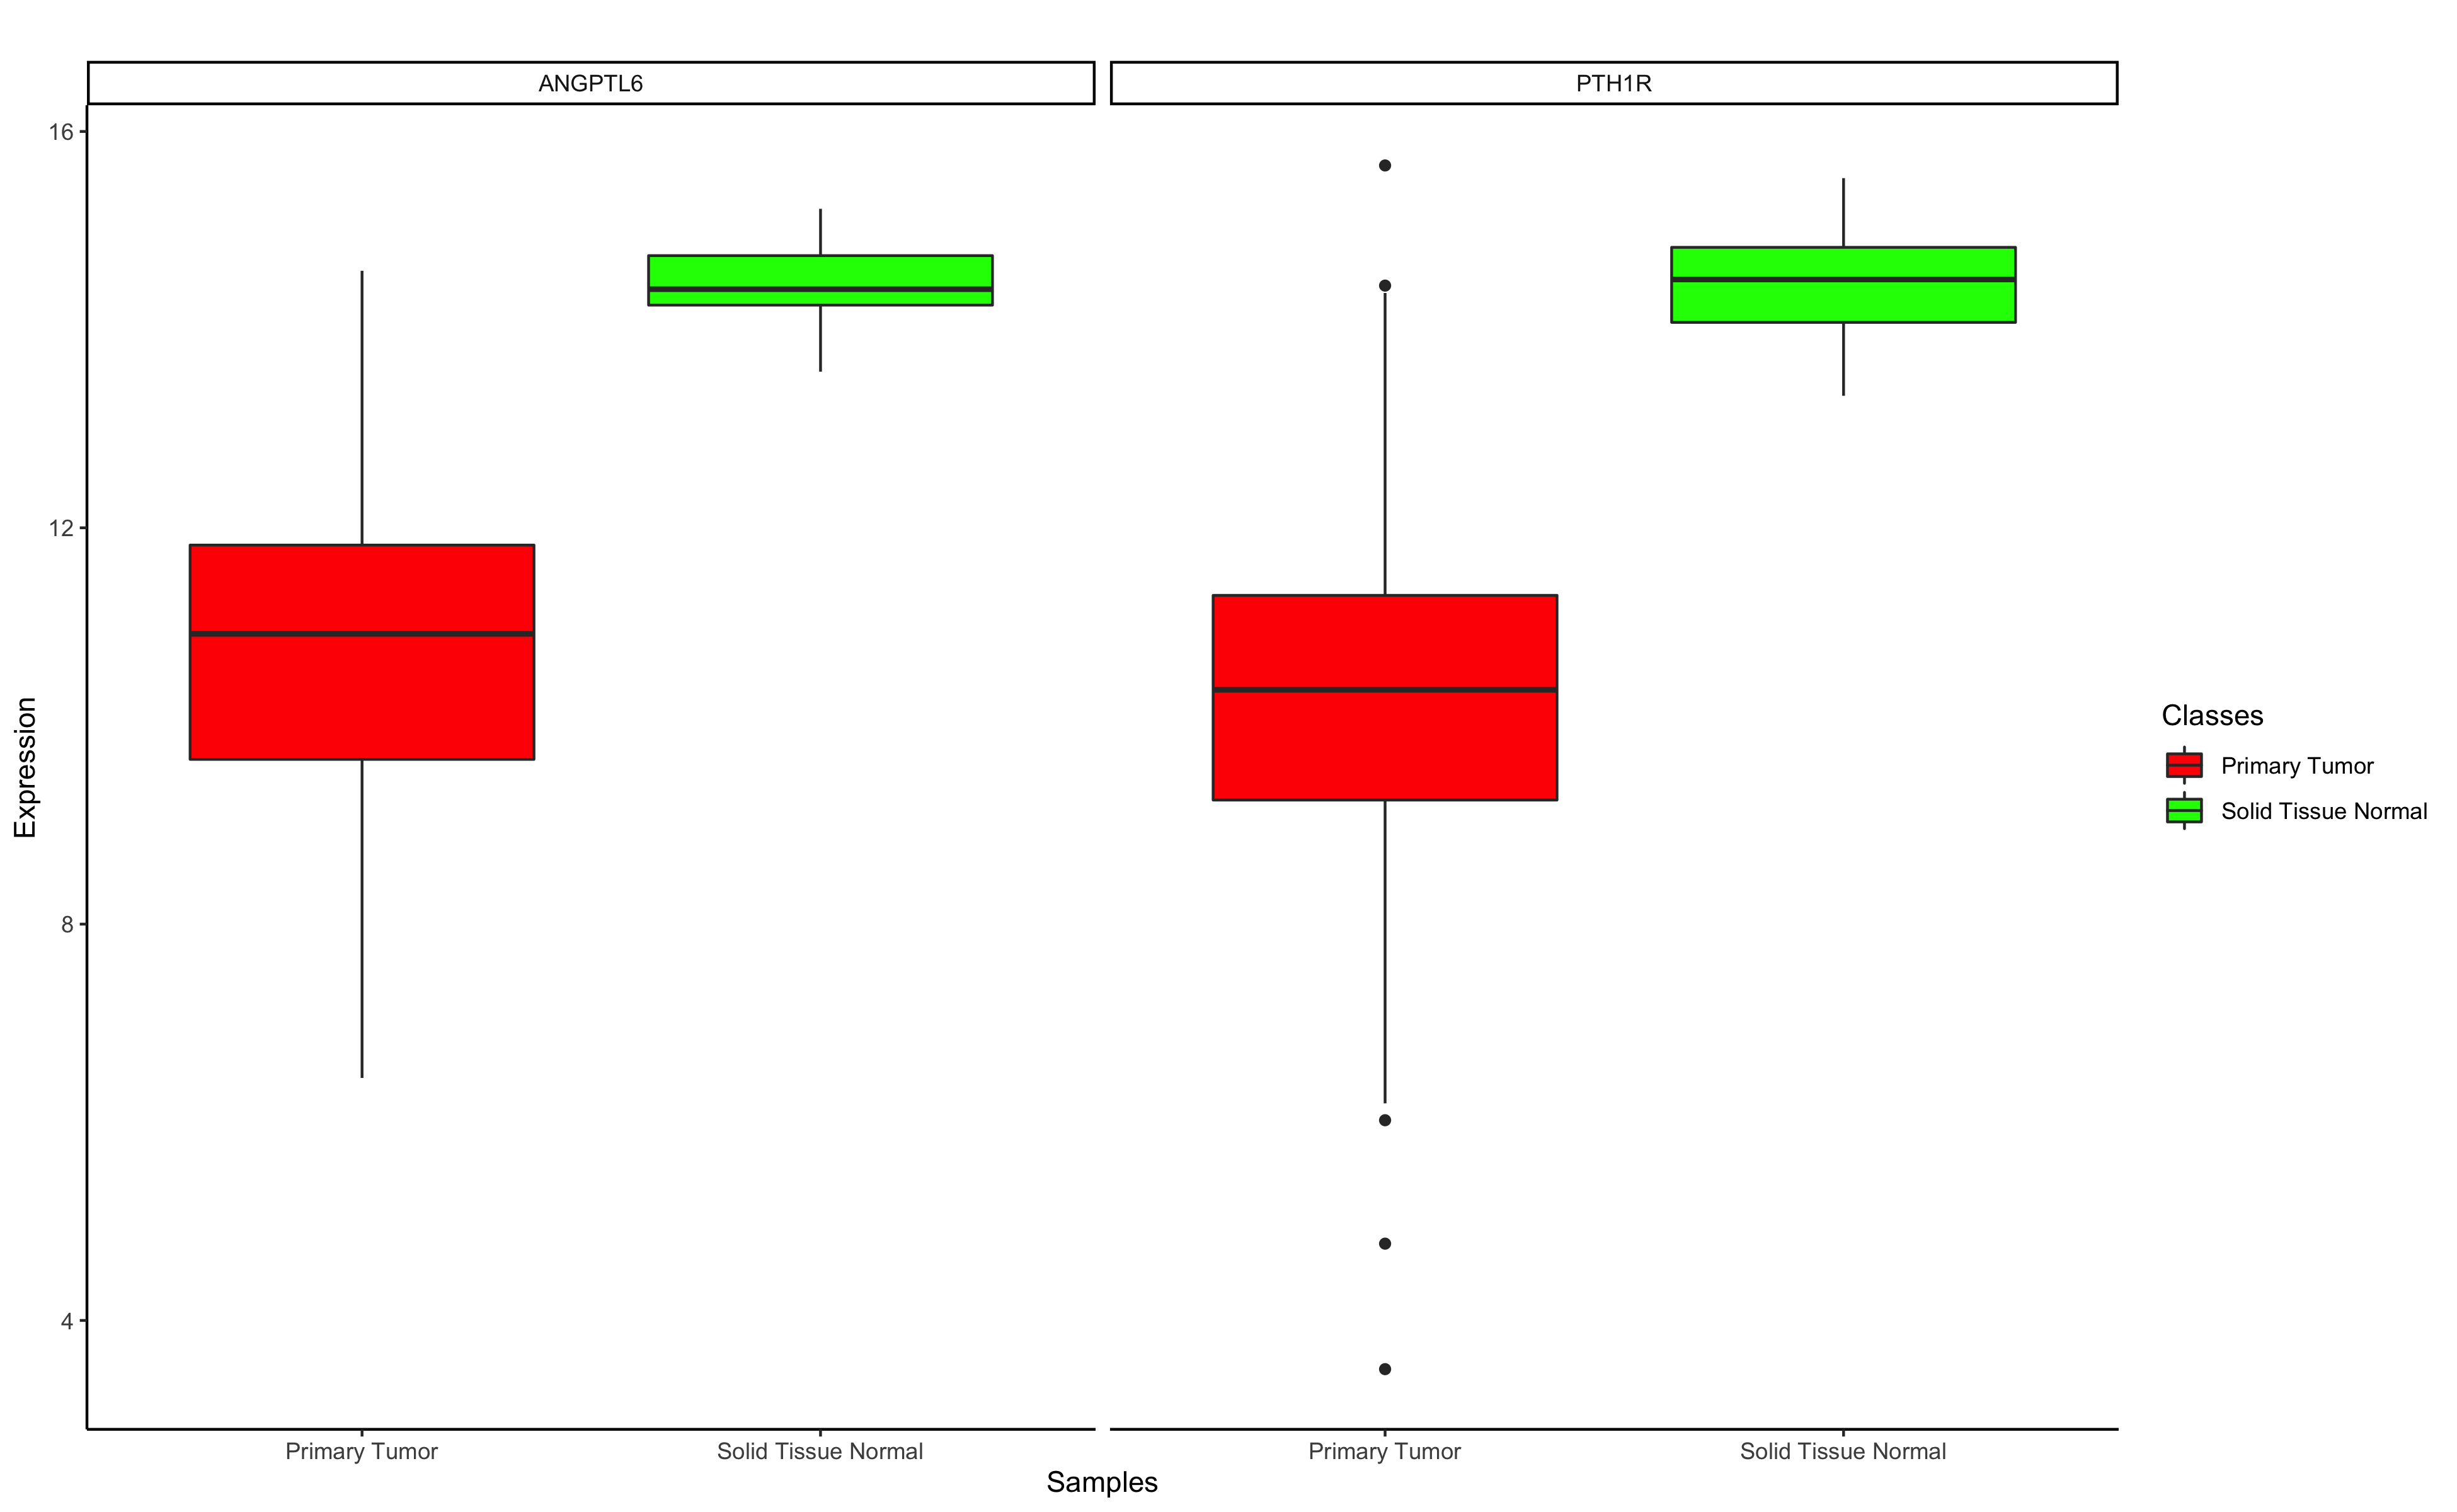 ANGPTL6
PTH1R
16
12
8
4
Expression
Primary Tumor
Solid Tissue Normal
Primary Tumor
Solid Tissue Normal
Samples
Classes
Primary Tumor
Solid Tissue Normal